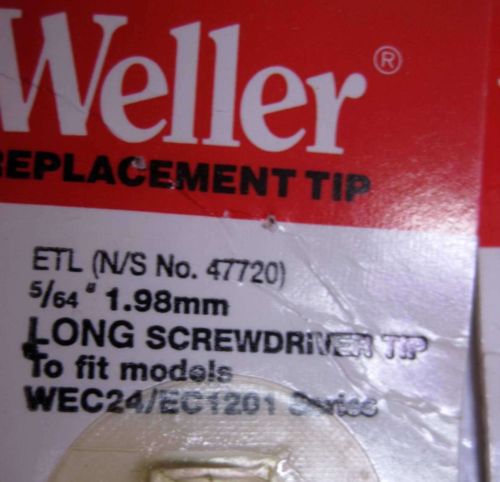 Weller®
REPLACEMENT TIP
ETL (N/S No. 47720)
5/64" 1.98mm
LONG SCREWDRIVER TIP
To fit models
WEC24/EC1201 Series